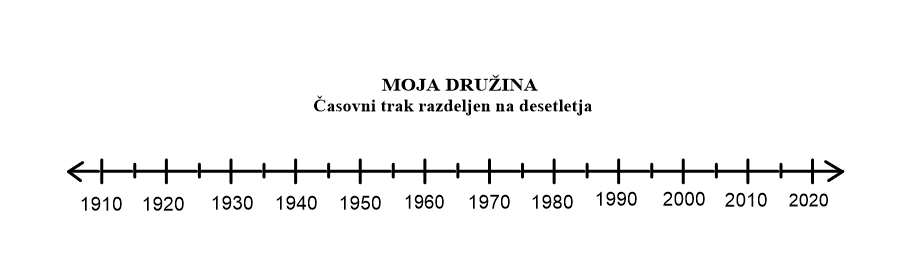 MOJA DRUŽINA
Časovni trak razdeljen na desetletja
1910 1920 1930 1940 1950 1960 1970 1980 1990 2000 2010 2020